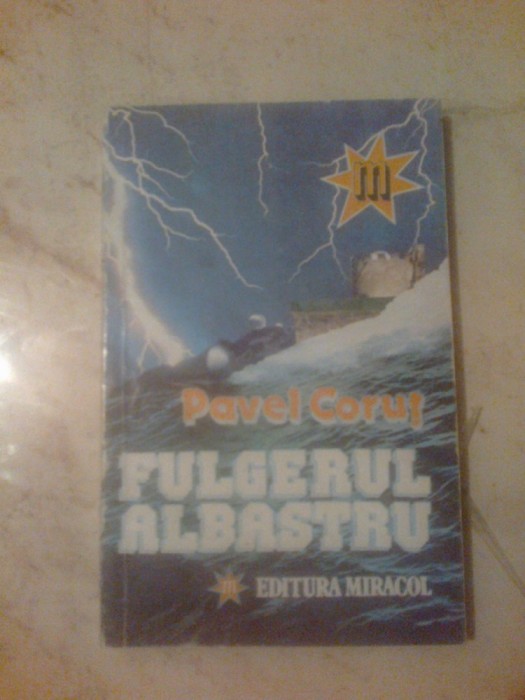 m
Pavel Coruț
FULGERUL
ALBASTRU
m EDITURA MIRACOL